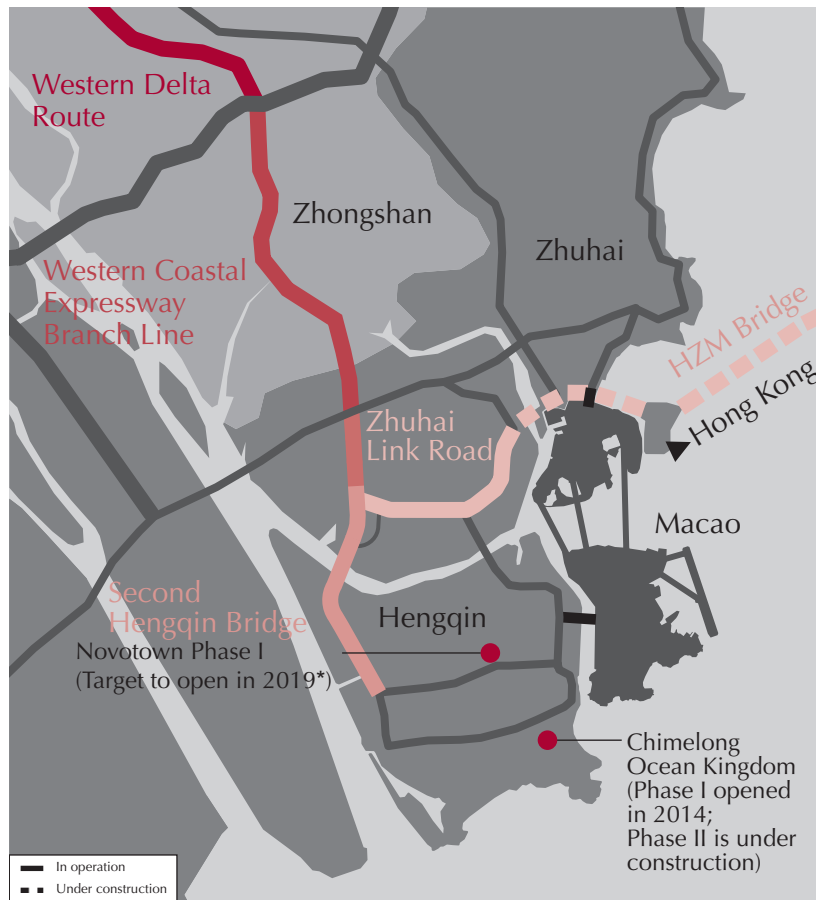 Western Delta
Route
Zhongshan
Zhuhai
Western Coastal
Expressway
Branch Line
HZM Bridge
Hong Kong
Zhuhai
Link Road
Macao
Second
Hengqin Bridge
Hengqin
Novotown Phase I
(Target to open in 2019*)
Chimelong
Ocean Kingdom
(Phase I opened
in 2014;
Phase II is under
construction)
In operation
Under construction